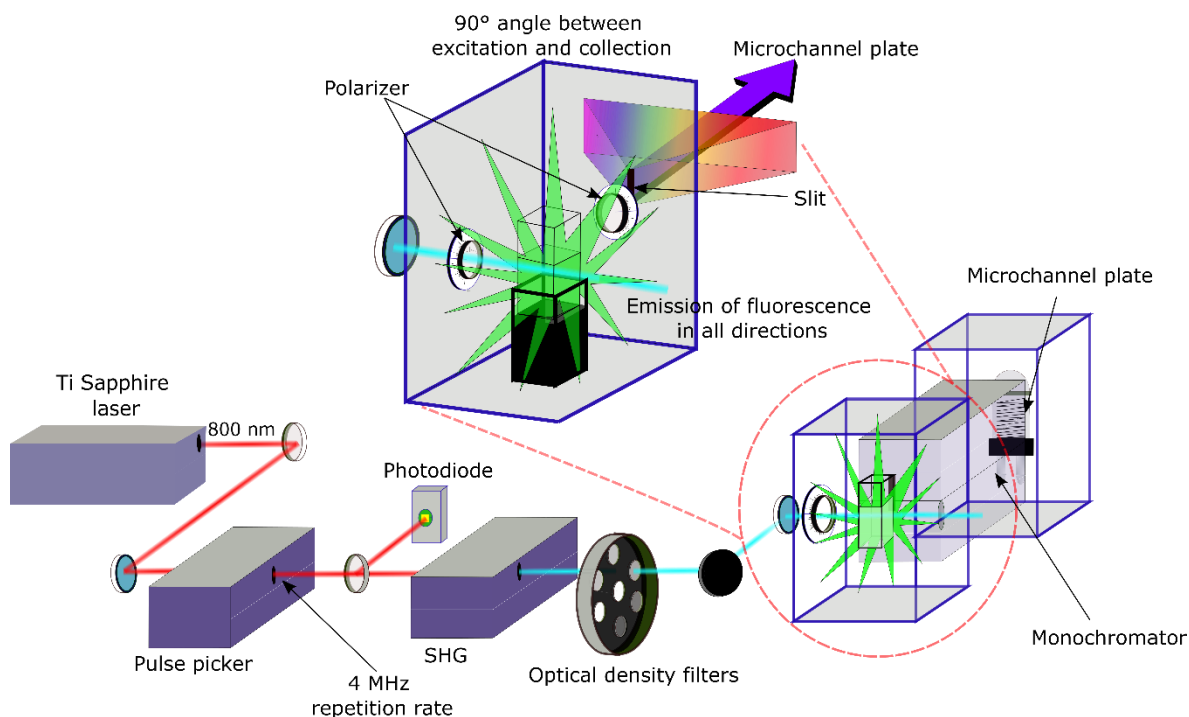 90° angle between
excitation and collection
Microchannel plate
Polarizer
Slit
Emission of fluorescence
in all directions
Microchannel plate
Ti Sapphire
laser
800 nm
Photodiode
Pulse picker
4 MHz
repetition rate
SHG
Optical density filters
Monochromator